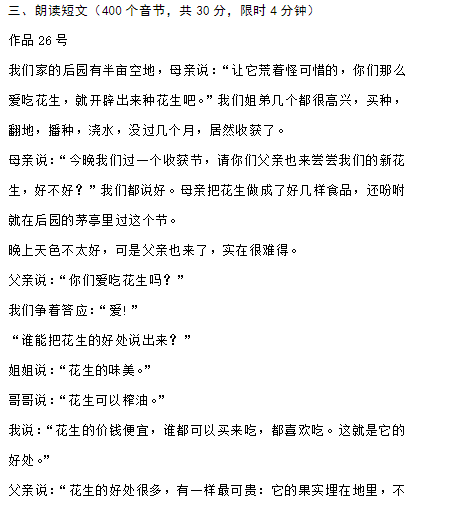 三、朗读短文（400 个音节，共 30 分，限时 4 分钟）
作品 26 号
我们家的后园有半亩空地，母亲说：“让它荒着怪可惜的，你们那么
爱吃花生，就开辟出来种花生吧。”我们姐弟几个都很高兴，买种，
翻地，播种，浇水，没过几个月，居然收获了。
母亲说：“今晚我们过一个收获节，请你们父亲也来尝尝我们的新花
生，好不好？”我们都说好。母亲把花生做成了好几样食品，还吩咐
就在后园的茅亭里过这个节。
晚上天色不太好，可是父亲也来了，实在很难得。
父亲说：“你们爱吃花生吗？”
我们争着答应：“爱！”
“谁能把花生的好处说出来？”
姐姐说：“花生的味美。”
哥哥说：“花生可以榨油。”
我说：“花生的价钱便宜，谁都可以买来吃，都喜欢吃。这就是它的
好处。”
父亲说：“花生的好处很多，有一样最可贵：它的果实埋在地里，不